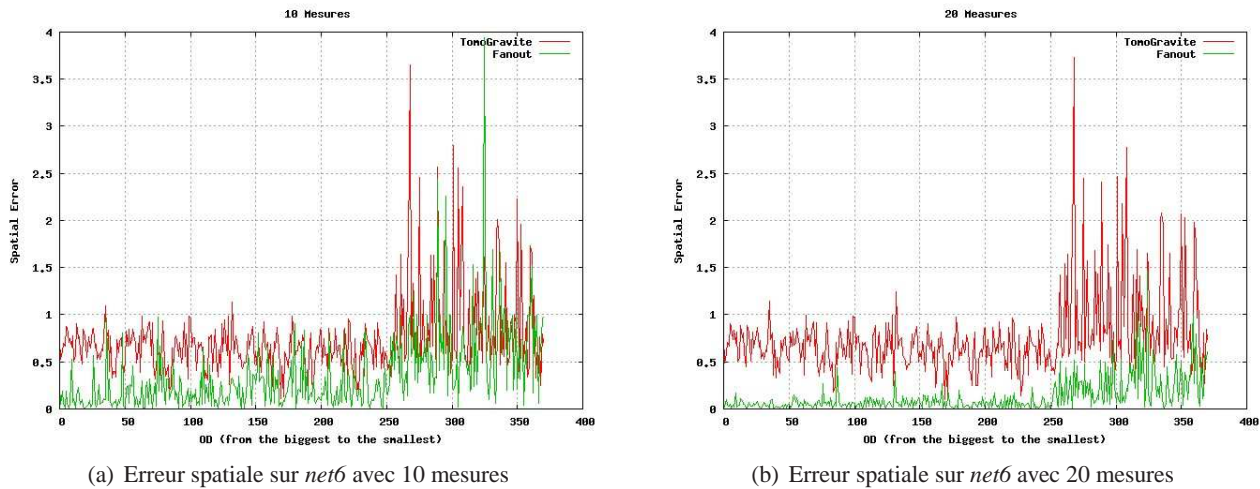 10 Mesures
TomoGravite
Fanout
Spatial Error
4
3.5
3
2.5
2
1.5
1
0.5
0
0 50 100 150 200 250 300 350 400
OD (from the biggest to the smallest)
(a) Erreur spatiale sur net6 avec 10 mesures
20 Measures
TomoGravite
Fanout
Spatial Error
4
3.5
3
2.5
2
1.5
1
0.5
0
0 50 100 150 200 250 300 350 400
OD (from the biggest to the smallest)
(b) Erreur spatiale sur net6 avec 20 mesures